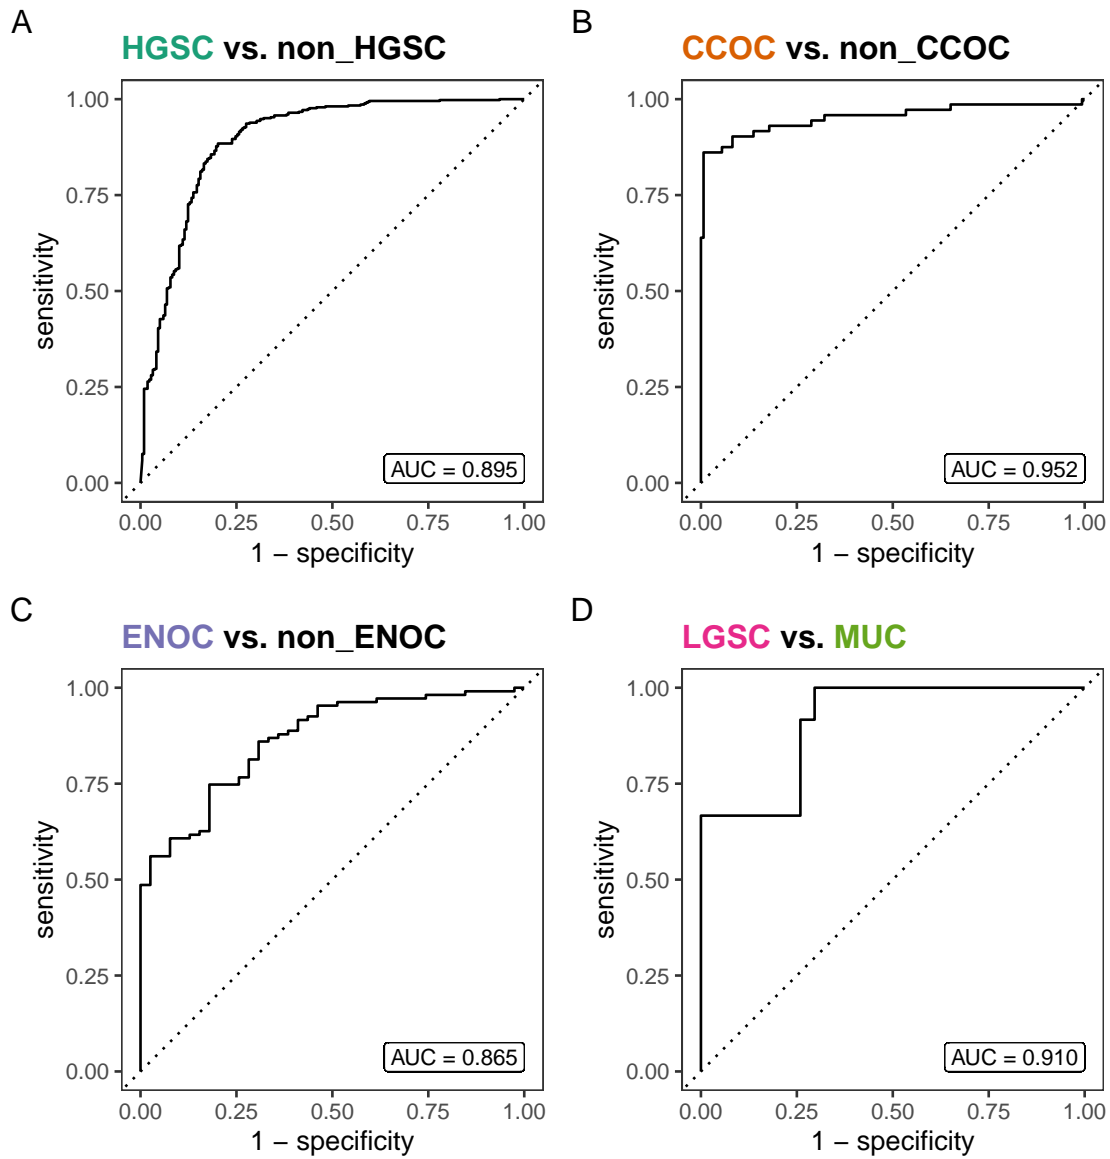 A
HGSC vs. non_HGSC
1.00
0.75
0.50
0.25
0.00
sensitivity
AUC = 0.895
0.00 0.25 0.50 0.75 1.00
1 − specificity
B
CCOC vs. non_CCOC
1.00
0.75
0.50
0.25
0.00
sensitivity
AUC = 0.952
0.00 0.25 0.50 0.75 1.00
1 − specificity
C
ENOC vs. non_ENOC
1.00
0.75
0.50
0.25
0.00
sensitivity
AUC = 0.865
0.00 0.25 0.50 0.75 1.00
1 − specificity
D
LGSC vs. MUC
1.00
0.75
0.50
0.25
0.00
sensitivity
AUC = 0.910
0.00 0.25 0.50 0.75 1.00
1 − specificity